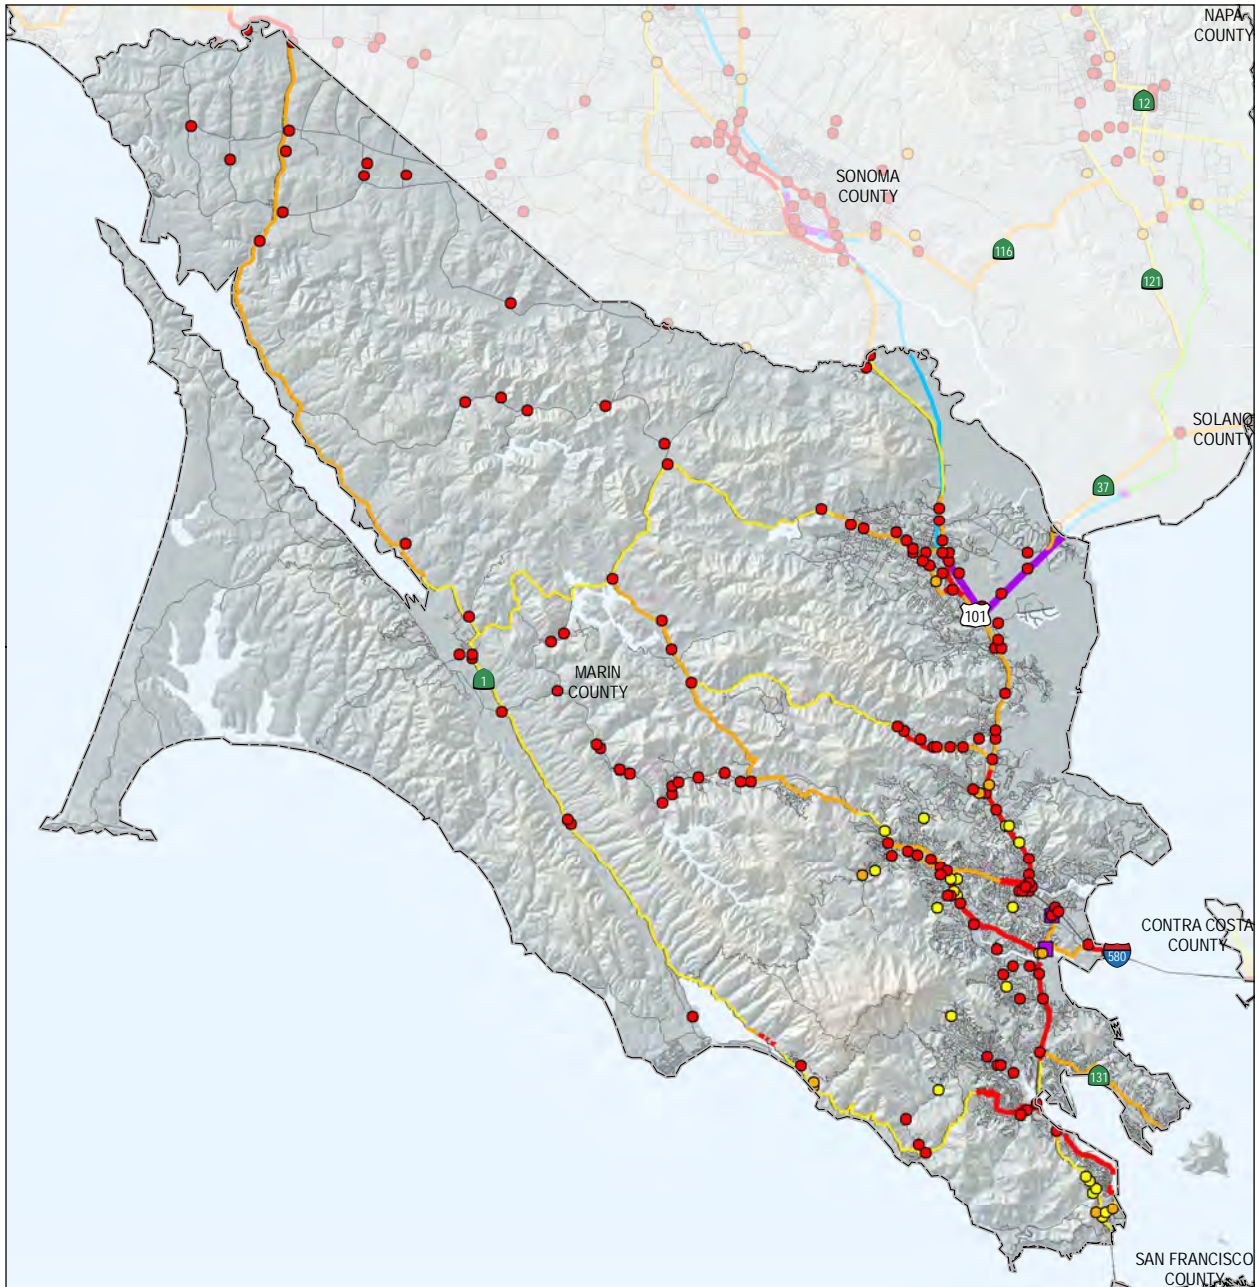 NAPA
COUNTY
12
SONOMA
COUNTY
116
121
SOLANO
COUNTY
37
101
MARIN
COUNTY
1
CONTRA COSTA
COUNTY
580
131
SAN FRANCISCO
COUNTY